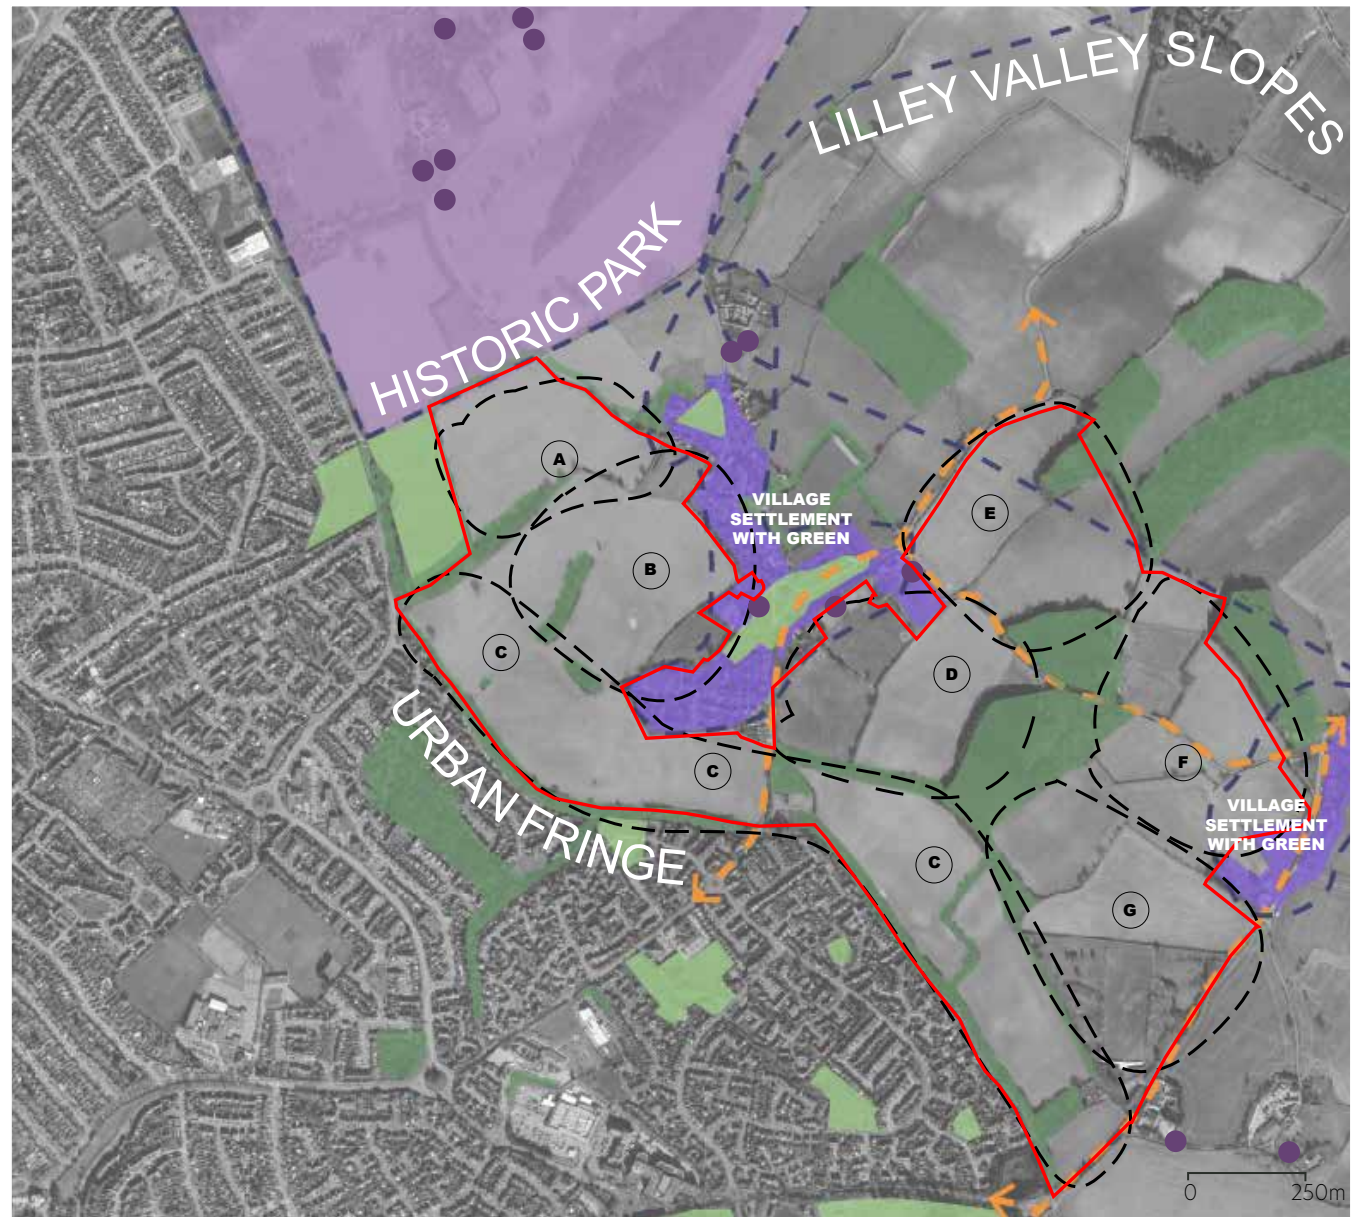 LILLEY VALLEY SLOPES
HISTORIC PARK
A
VILLAGE
SETTLEMENT
WITH GREEN
E
B
C
D
URBAN FRINGE
C
F
VILLAGE
SETTLEMENT
WITH GREEN
C
G
0
250m